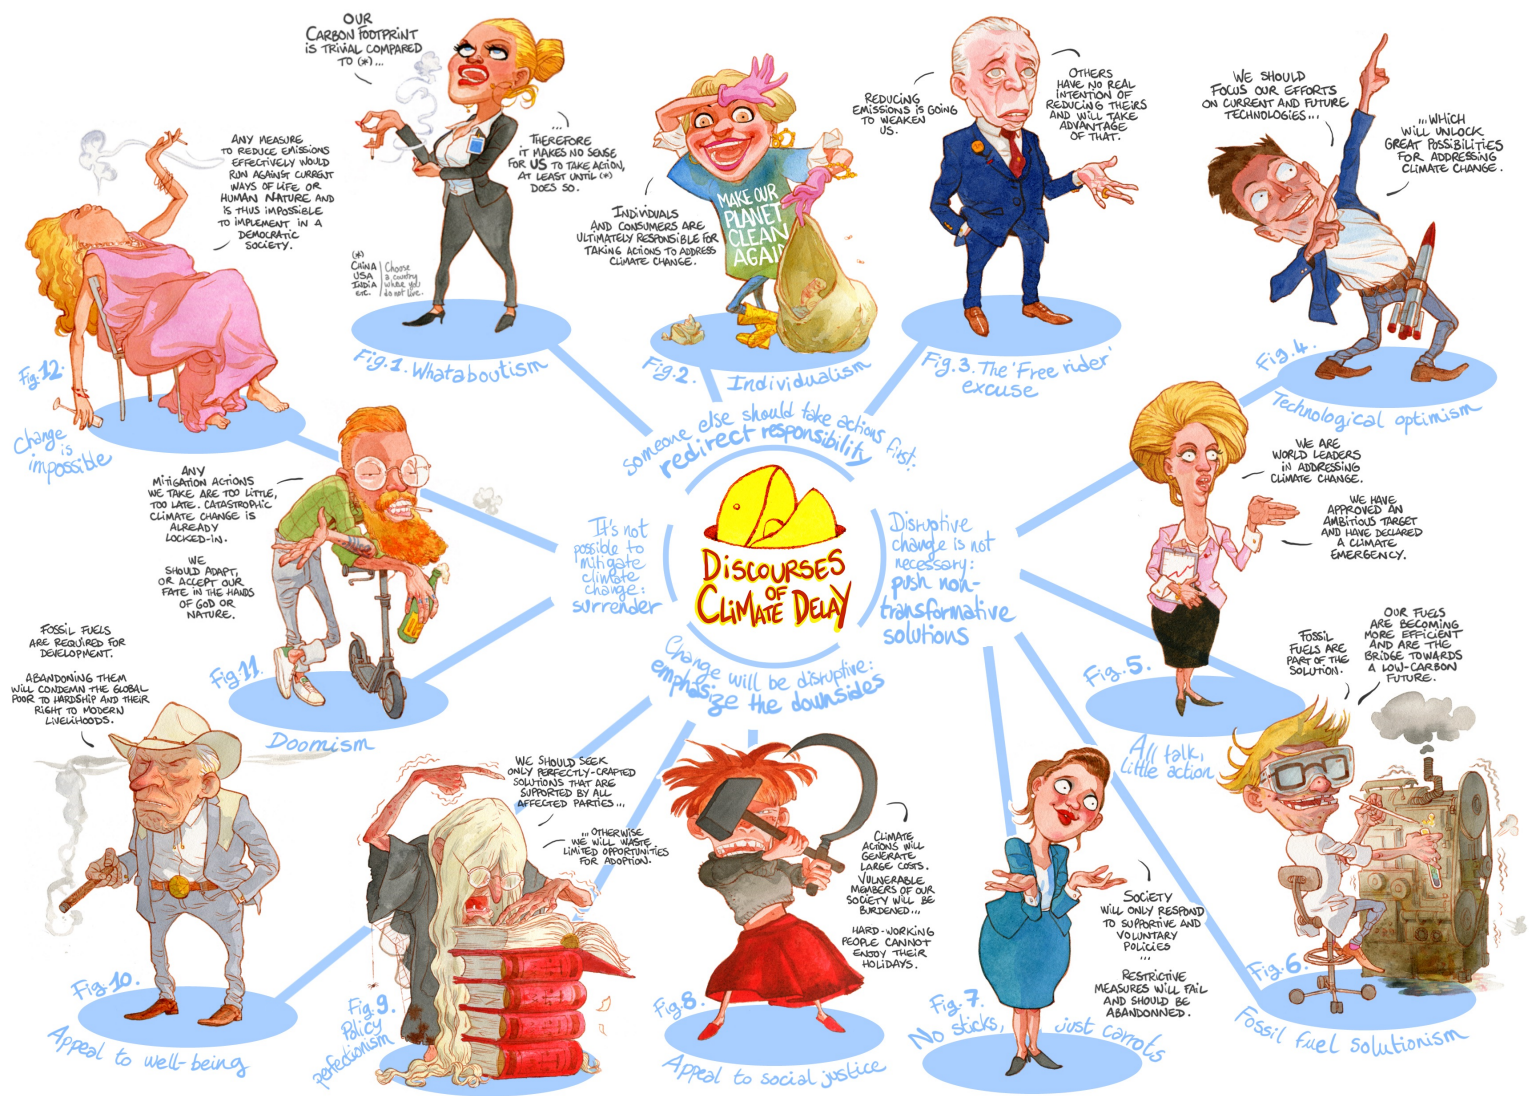 DISCOURSES
OF
CLIMATE DELAY
someone else should take actions first.
redirect responsibility
Disruptive
change is not
necessary:
push non-
transformative
solutions
Change will be disruptive:
emphasize the downsides
It's not
possible to
mitigate
climate
change:
surrender
OUR
CARBON FOOTPRINT
IS TRIVIAL COMPARED
TO (*)...
...
THEREFORE
IT MAKES NO SENSE
FOR US TO TAKE ACTION,
AT LEAST UNTIL (*)
DOES SO.
(*)
CHINA
USA
INDIA
ETC.
Choose
a country
where you
do not live.
Fig.1. Whataboutism
INDIVIDUALS
AND CONSUMERS ARE
ULTIMATELY RESPONSIBLE FOR
TAKING ACTIONS TO ADDRESS
CLIMATE CHANGE.
MAKE OUR
PLANET
CLEAN
AGAIN
Fig.2. Individualism
REDUCING
EMISSIONS IS GOING
TO WEAKEN
US.
OTHERS
HAVE NO REAL
INTENTION OF
REDUCING THEIRS
AND WILL TAKE
ADVANTAGE
OF THAT.
Fig.3. The 'Free rider'
excuse
WE SHOULD
FOCUS OUR EFFORTS
ON CURRENT AND FUTURE
TECHNOLOGIES...
...WHICH
WILL UNLOCK
GREAT POSSIBILITIES
FOR ADDRESSING
CLIMATE CHANGE.
Fig.4.
Technological optimism
WE ARE
WORLD LEADERS
IN ADDRESSING
CLIMATE CHANGE.
WE HAVE
APPROVED AN
AMBITIOUS TARGET
AND HAVE DECLARED
A CLIMATE
EMERGENCY.
Fig.5.
All talk,
little action
FOSSIL
FUELS ARE
PART OF THE
SOLUTION.
OUR FUELS
ARE BECOMING
MORE EFFICIENT
AND ARE THE
BRIDGE TOWARDS
A LOW-CARBON
FUTURE.
Fig.6.
Fossil fuel solutionism
SOCIETY
WILL ONLY RESPOND
TO SUPPORTIVE AND
VOLUNTARY
POLICIES
...
RESTRICTIVE
MEASURES WILL FAIL
AND SHOULD BE
ABANDONNED.
Fig.7.
No sticks, just carrots
CLIMATE
ACTIONS WILL
GENERATE
LARGE COSTS.
VULNERABLE
MEMBERS OF OUR
SOCIETY WILL BE
BURDENED...
HARD-WORKING
PEOPLE CANNOT
ENJOY THEIR
HOLIDAYS.
Fig.8.
Appeal to social justice
WE SHOULD SEEK
ONLY PERFECTLY-CRAFTED
SOLUTIONS THAT ARE
SUPPORTED BY ALL
AFFECTED PARTIES...
...OTHERWISE
WE WILL WASTE
LIMITED OPPORTUNITIES
FOR ADOPTION.
Fig.9.
Policy
perfectionism
FOSSIL FUELS
ARE REQUIRED FOR
DEVELOPMENT.
ABANDONING THEM
WILL CONDEMN THE GLOBAL
POOR TO HARDSHIP AND THEIR
RIGHT TO MODERN
LIVELIHOODS.
Fig.10.
Appeal to well-being
ANY
MITIGATION ACTIONS
WE TAKE ARE TOO LITTLE,
TOO LATE. CATASTROPHIC
CLIMATE CHANGE IS
ALREADY
LOCKED-IN.
WE
SHOULD ADAPT,
OR ACCEPT OUR
FATE IN THE HANDS
OF GOD OR
NATURE.
Fig.11.
Doomism
ANY MEASURE
TO REDUCE EMISSIONS
EFFECTIVELY WOULD
RUN AGAINST CURRENT
WAYS OF LIFE OR
HUMAN NATURE AND
IS THUS IMPOSSIBLE
TO IMPLEMENT IN A
DEMOCRATIC
SOCIETY.
Fig.12.
Change
is
impossible